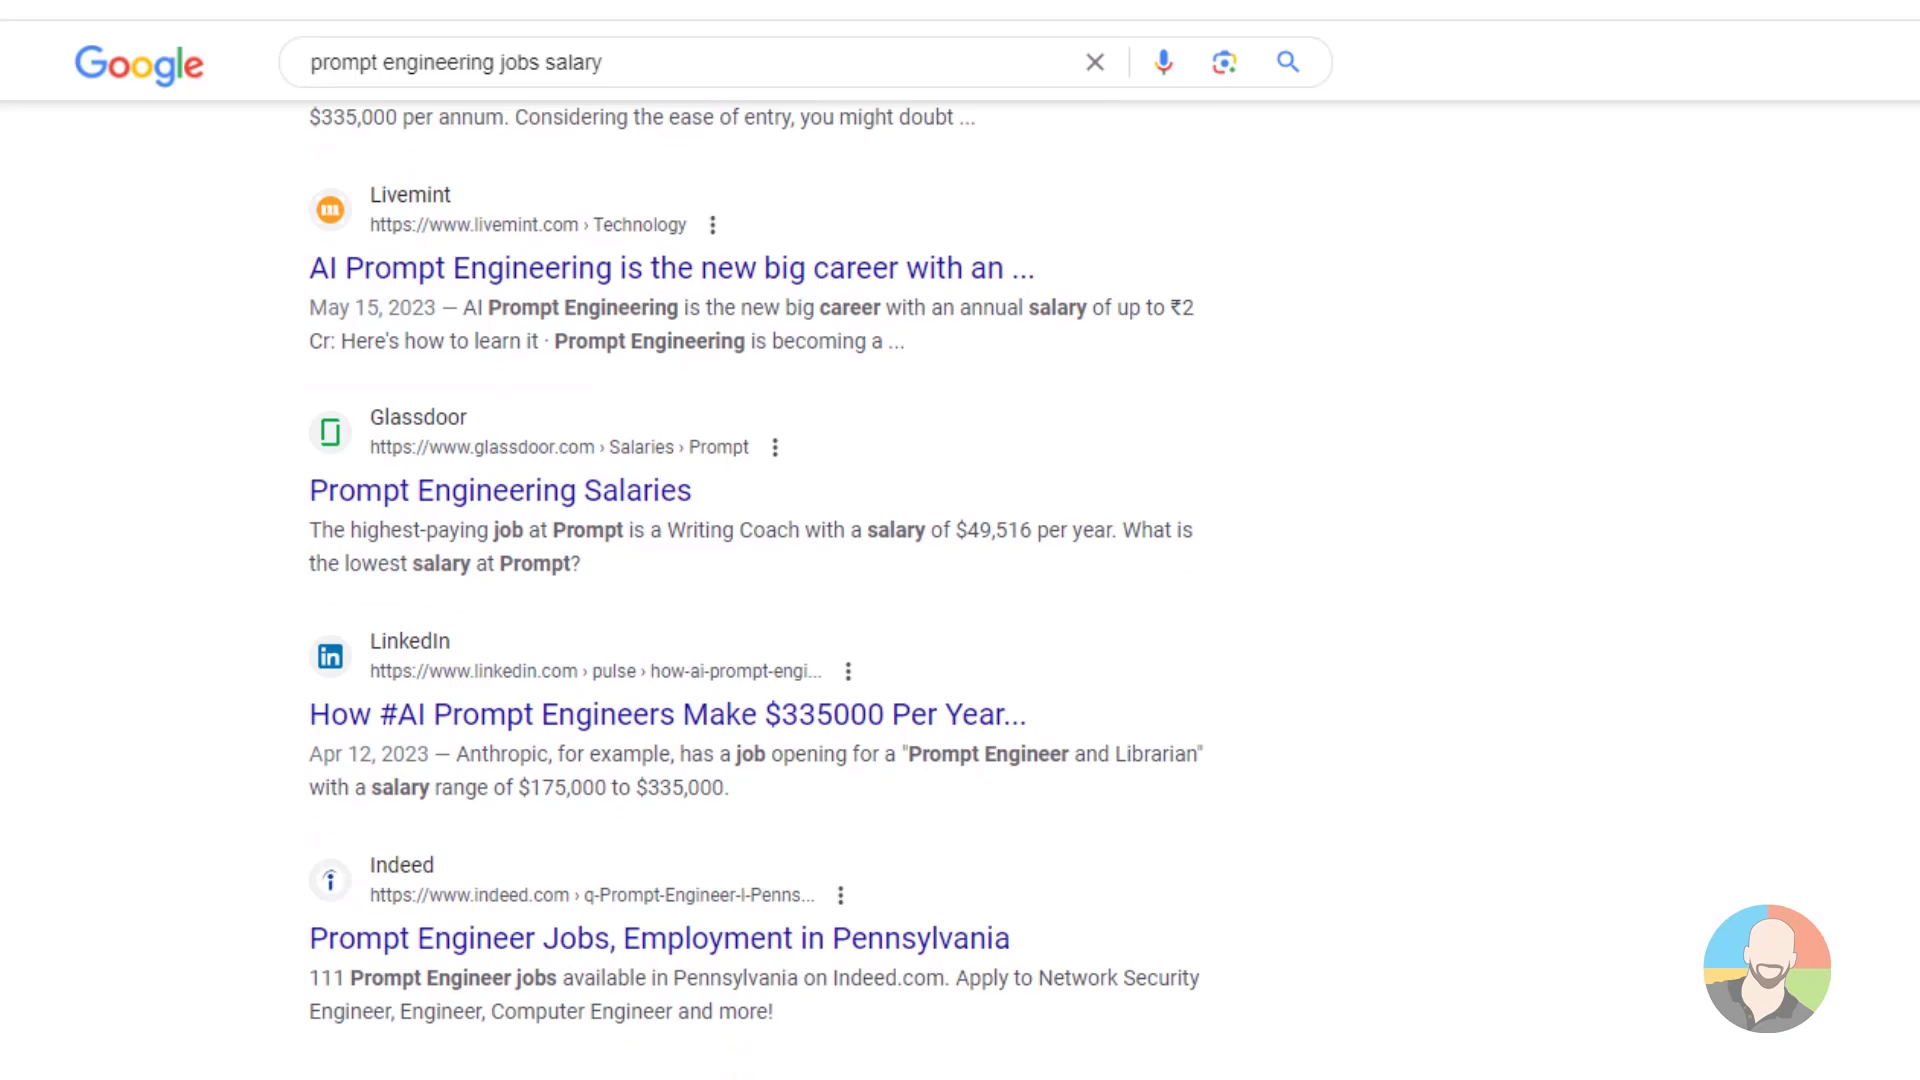 Google
prompt engineering jobs salary
$335,000 per annum. Considering the ease of entry, you might doubt ...
Livemint
https://www.livemint.com › Technology
AI Prompt Engineering is the new big career with an ...
May 15, 2023 — AI Prompt Engineering is the new big career with an annual salary of up to ₹2
Cr: Here's how to learn it · Prompt Engineering is becoming a ...
Glassdoor
https://www.glassdoor.com › Salaries › Prompt
Prompt Engineering Salaries
The highest-paying job at Prompt is a Writing Coach with a salary of $49,516 per year. What is
the lowest salary at Prompt?
LinkedIn
https://www.linkedin.com › pulse › how-ai-prompt-engi...
How #AI Prompt Engineers Make $335000 Per Year...
Apr 12, 2023 — Anthropic, for example, has a job opening for a "Prompt Engineer and Librarian"
with a salary range of $175,000 to $335,000.
Indeed
https://www.indeed.com › q-Prompt-Engineer-l-Penns...
Prompt Engineer Jobs, Employment in Pennsylvania
111 Prompt Engineer jobs available in Pennsylvania on Indeed.com. Apply to Network Security
Engineer, Engineer, Computer Engineer and more!